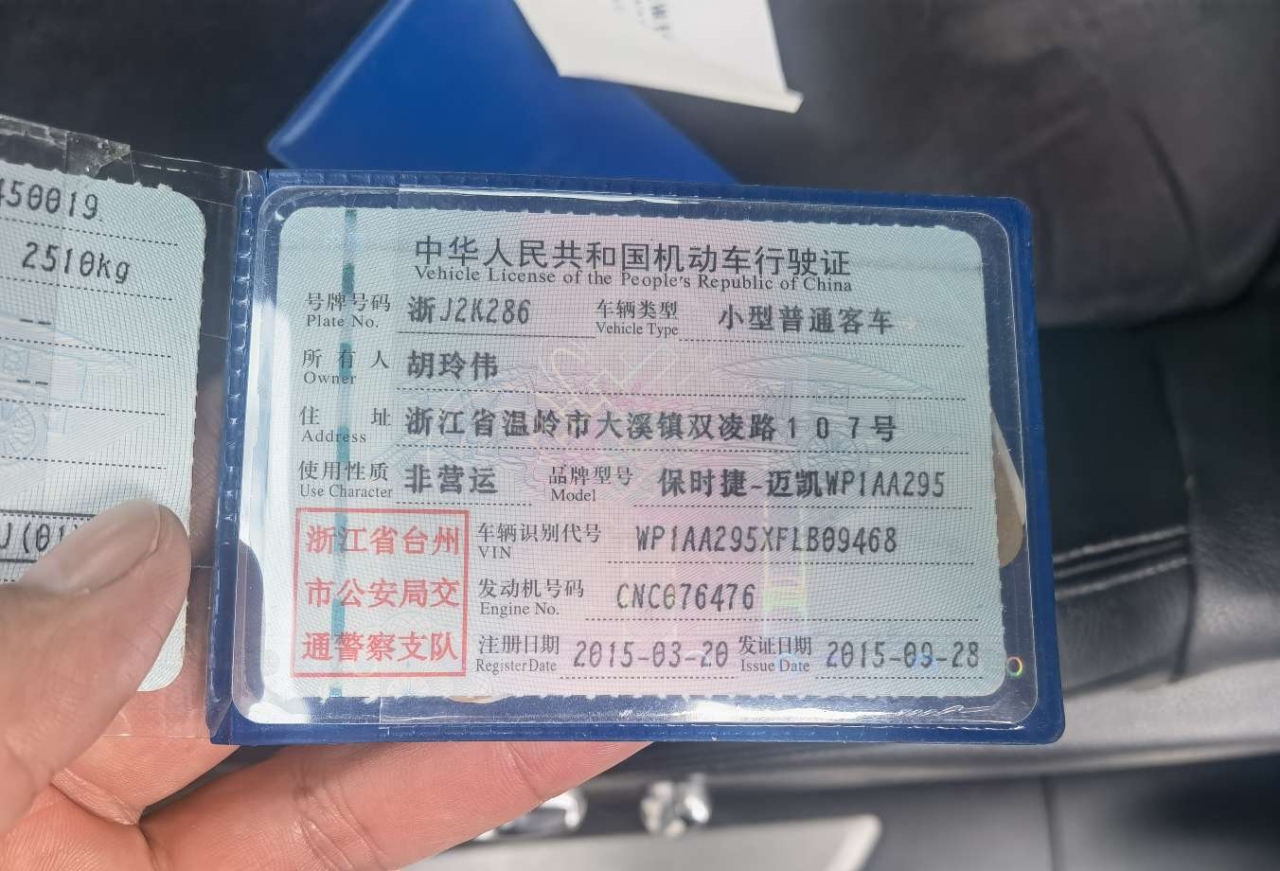 450019
2510kg
--
--
J(01
中华人民共和国机动车行驶证
Vehicle License of the People's Republic of China
号牌号码 浙J2K286 车辆类型 小型普通客车
Plate No. Vehicle Type
所有人 胡玲伟
Owner
住址 浙江省温岭市大溪镇双凌路107号
Address
使用性质 非营运 品牌型号 保时捷-迈凯WP1AA295
Use Character Model
浙江省台州
市公安局交
通警察支队
车辆识别代号 WP1AA295XFLB09468
VIN
发动机号码 CNC076476
Engine No.
注册日期 2015-03-20 发证日期 2015-09-28
Register Date Issue Date